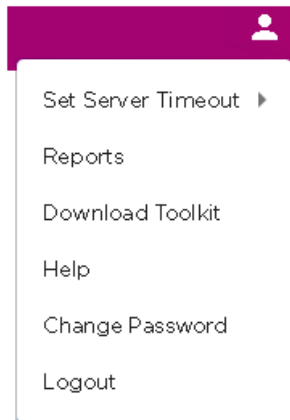 Set Server Timeout
Reports
Download Toolkit
Help
Change Password
Logout